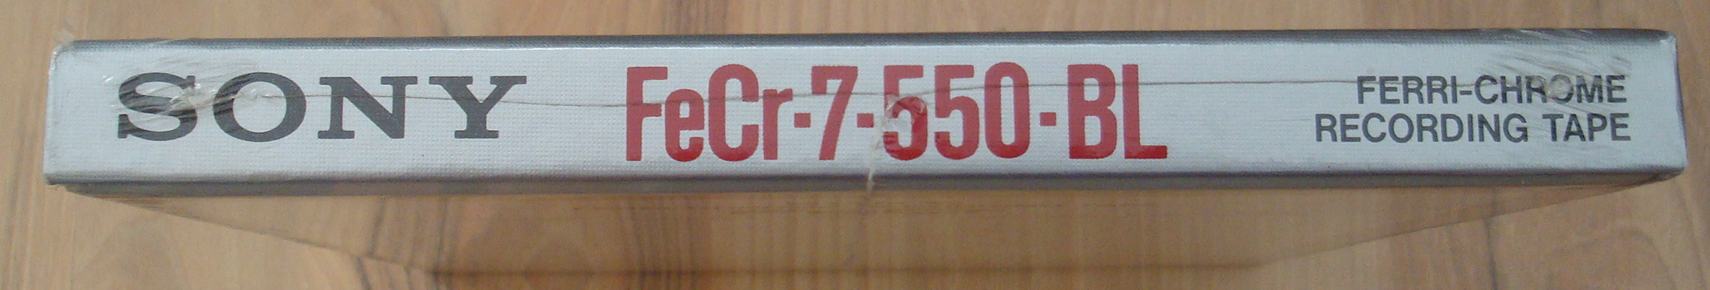 SONY
FeCr-7-550-BL
FERRI-CHROME
RECORDING TAPE